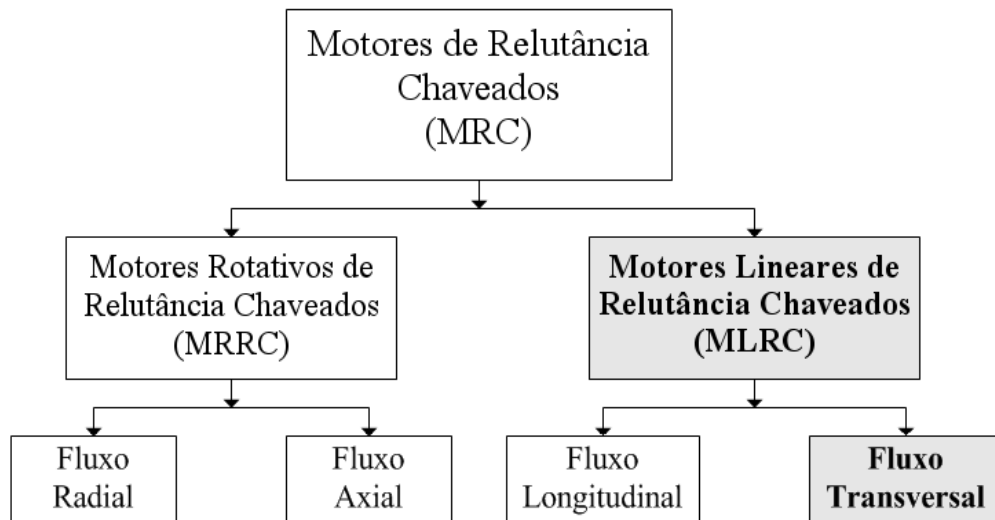 Motores de Relutância
Chaveados
(MRC)
Motores Rotativos de
Relutância Chaveados
(MRRC)
Motores Lineares de
Relutância Chaveados
(MLRC)
Fluxo
Radial
Fluxo
Axial
Fluxo
Longitudinal
Fluxo
Transversal